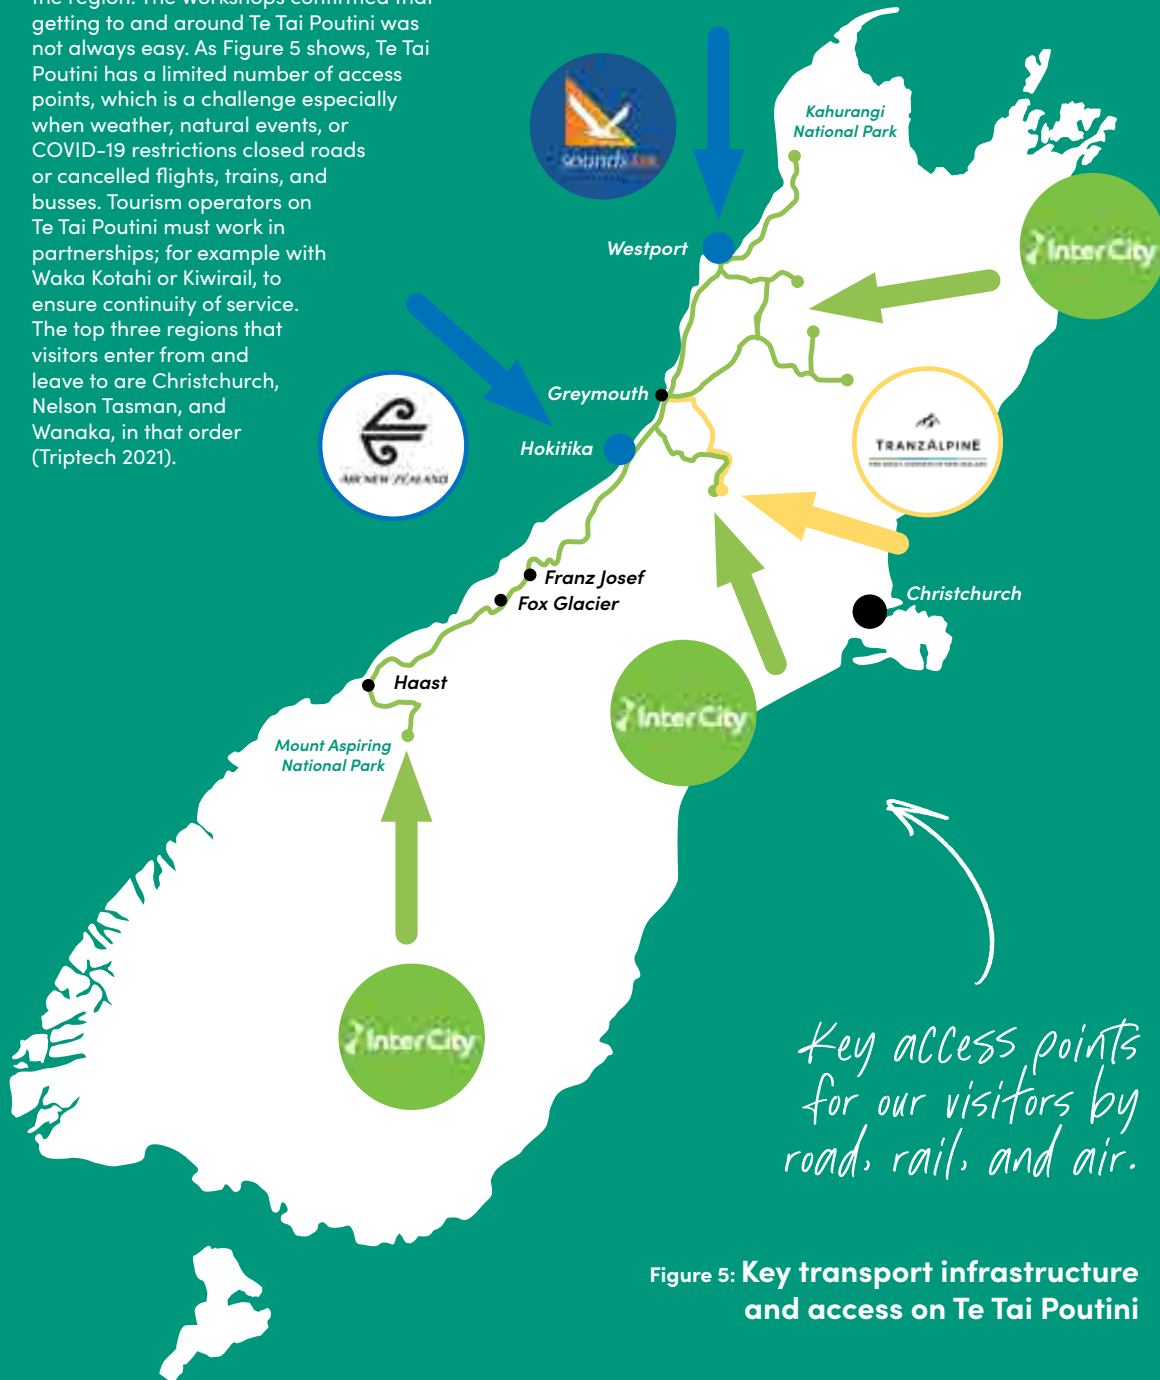 getting to and around Te Tai Poutini was
not always easy. As Figure 5 shows, Te Tai
Poutini has a limited number of access
points, which is a challenge especially
when weather, natural events, or
COVID-19 restrictions closed roads
or cancelled flights, trains, and
busses. Tourism operators on
Te Tai Poutini must work in
partnerships; for example with
Waka Kotahi or Kiwirail, to
ensure continuity of service.
The top three regions that
visitors enter from and
leave to are Christchurch,
Nelson Tasman, and
Wanaka, in that order
(Triptech 2021).
sounds AIR
Kahurangi
National Park
Westport
InterCity
Greymouth
Hokitika
AIR NEW ZEALAND
TRANZALPINE
Franz Josef
Fox Glacier
Christchurch
Haast
InterCity
Mount Aspiring
National Park
InterCity
Key access points
for our visitors by
road, rail, and air.
Figure 5: Key transport infrastructure
and access on Te Tai Poutini